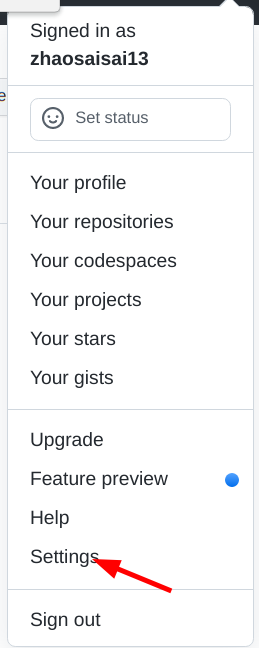 Signed in as
zhaosaisai13
e
Set status
Your profile
Your repositories
Your codespaces
Your projects
Your stars
Your gists
Upgrade
Feature preview
Help
Settings
Sign out